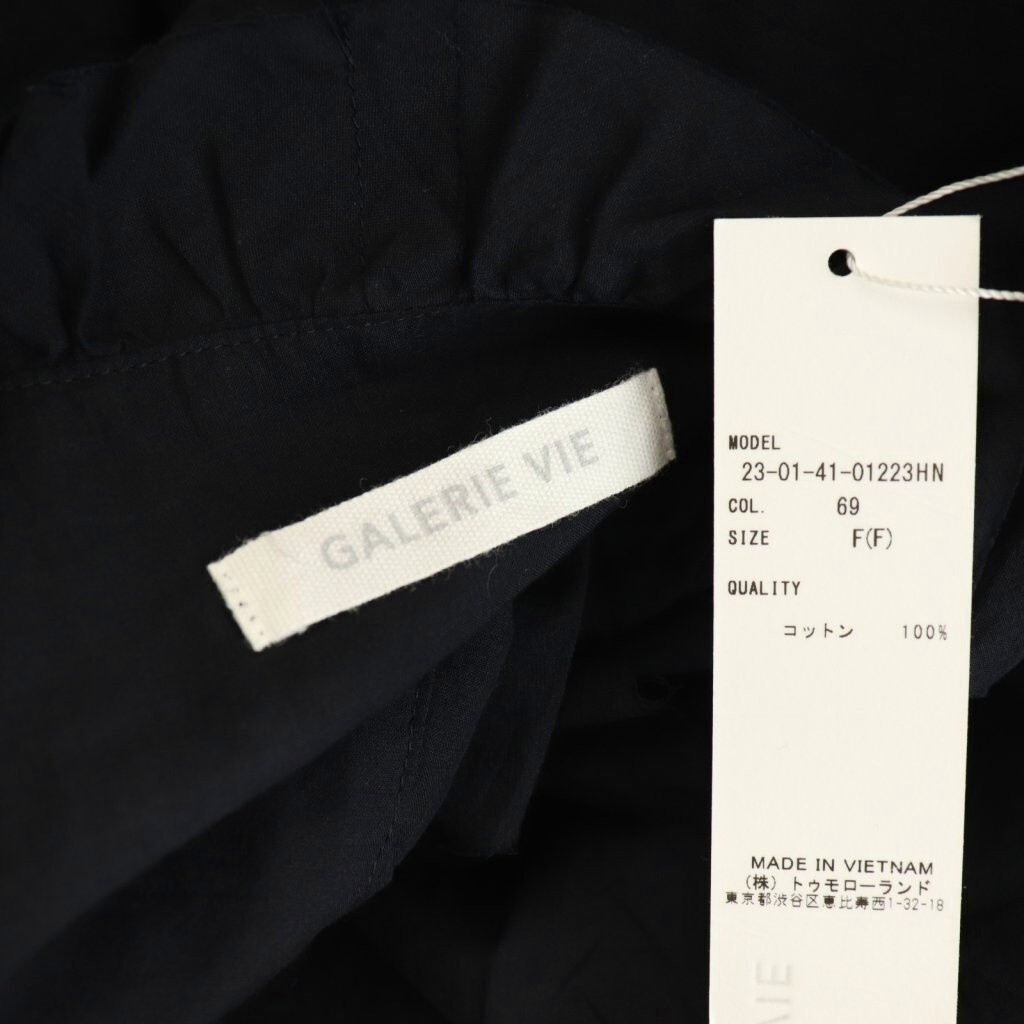 GALERIE VIE
MODEL
23-01-41-01223HN
COL. 69
SIZE F(F)
QUALITY
コットン 100%
MADE IN VIETNAM
(株) トゥモローランド
東京都渋谷区恵比寿西1-32-18
VIE